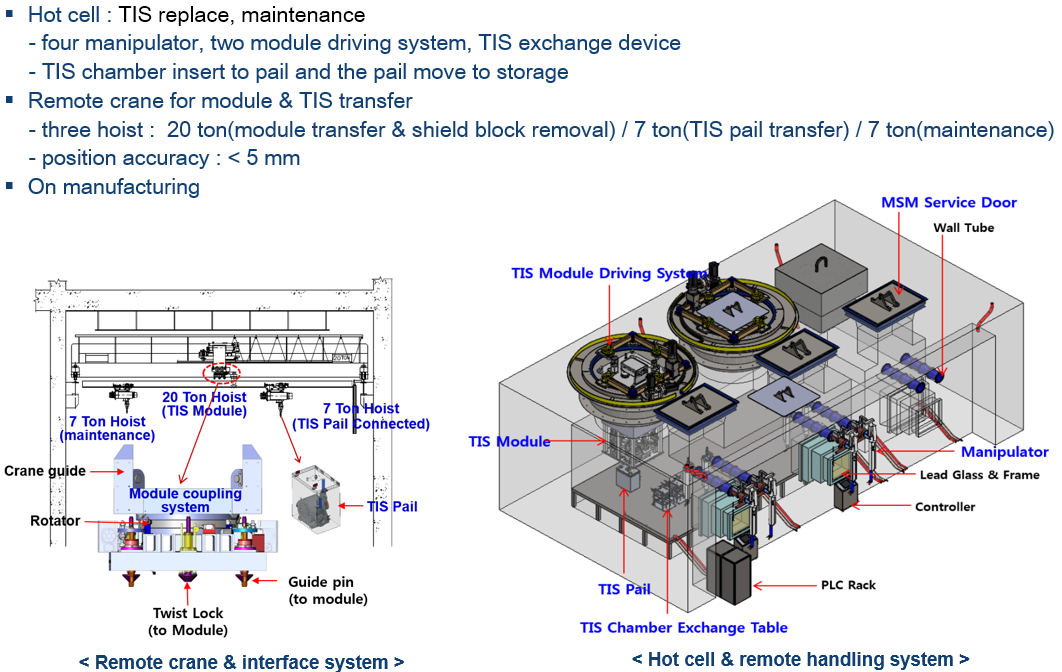 ▪ Hot cell : TIS replace, maintenance
- four manipulator, two module driving system, TIS exchange device
- TIS chamber insert to pail and the pail move to storage
▪ Remote crane for module & TIS transfer
- three hoist : 20 ton(module transfer & shield block removal) / 7 ton(TIS pail transfer) / 7 ton(maintenance)
- position accuracy : < 5 mm
▪ On manufacturing
20TON
20 Ton Hoist
(TIS Module)
7 Ton Hoist
(maintenance)
7 Ton Hoist
(TIS Pail Connected)
Crane guide
Module coupling
system
TIS Pail
Rotator
Guide pin
(to module)
Twist Lock
(to Module)
< Remote crane & interface system >
MSM Service Door
Wall Tube
TIS Module Driving System
TIS Module
Manipulator
Lead Glass & Frame
Controller
PLC Rack
TIS Pail
TIS Chamber Exchange Table
< Hot cell & remote handling system >